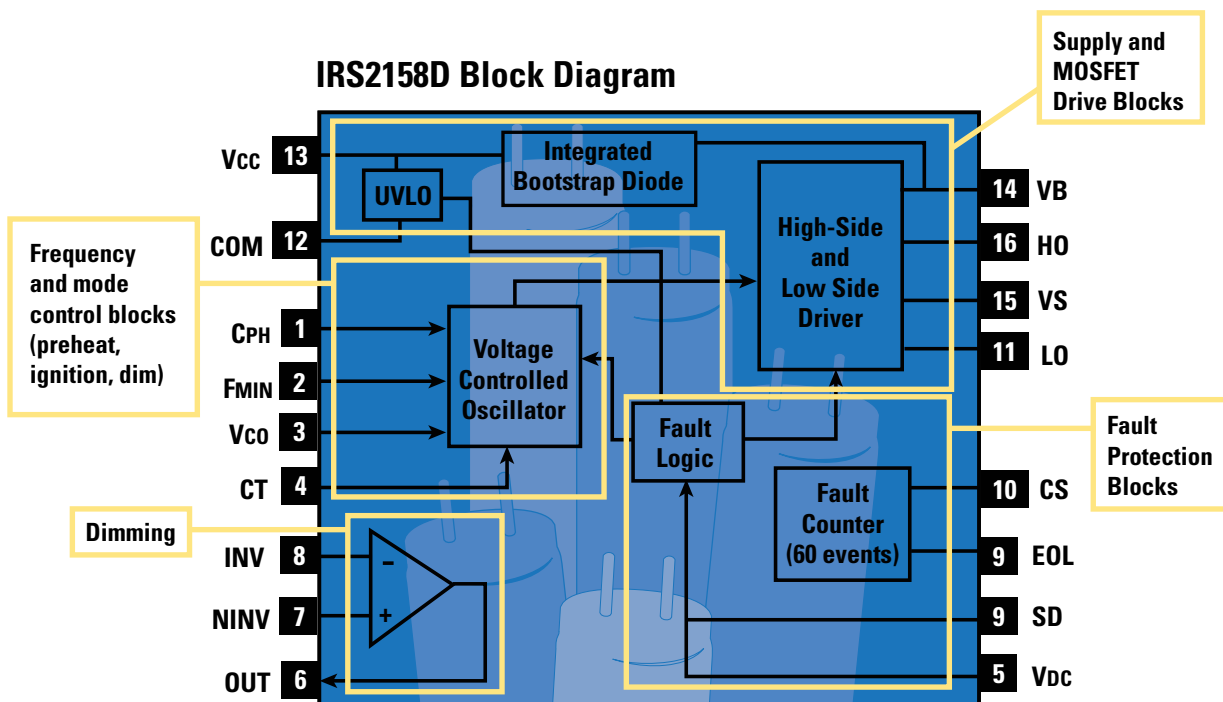 IRS2158D Block Diagram
Supply and
MOSFET
Drive Blocks
Vcc 13
COM 12
Integrated
Bootstrap Diode
UVLO
High-Side
and
Low Side
Driver
14 VB
16 HO
15 VS
11 LO
Frequency
and mode
control blocks
(preheat,
ignition, dim)
CPH 1
FMIN 2
VCO 3
CT 4
Voltage
Controlled
Oscillator
Fault
Logic
Fault
Counter
(60 events)
Fault
Protection
Blocks
10 CS
9 EOL
9 SD
5 VDC
Dimming
INV 8
NINV 7
OUT 6
-
+